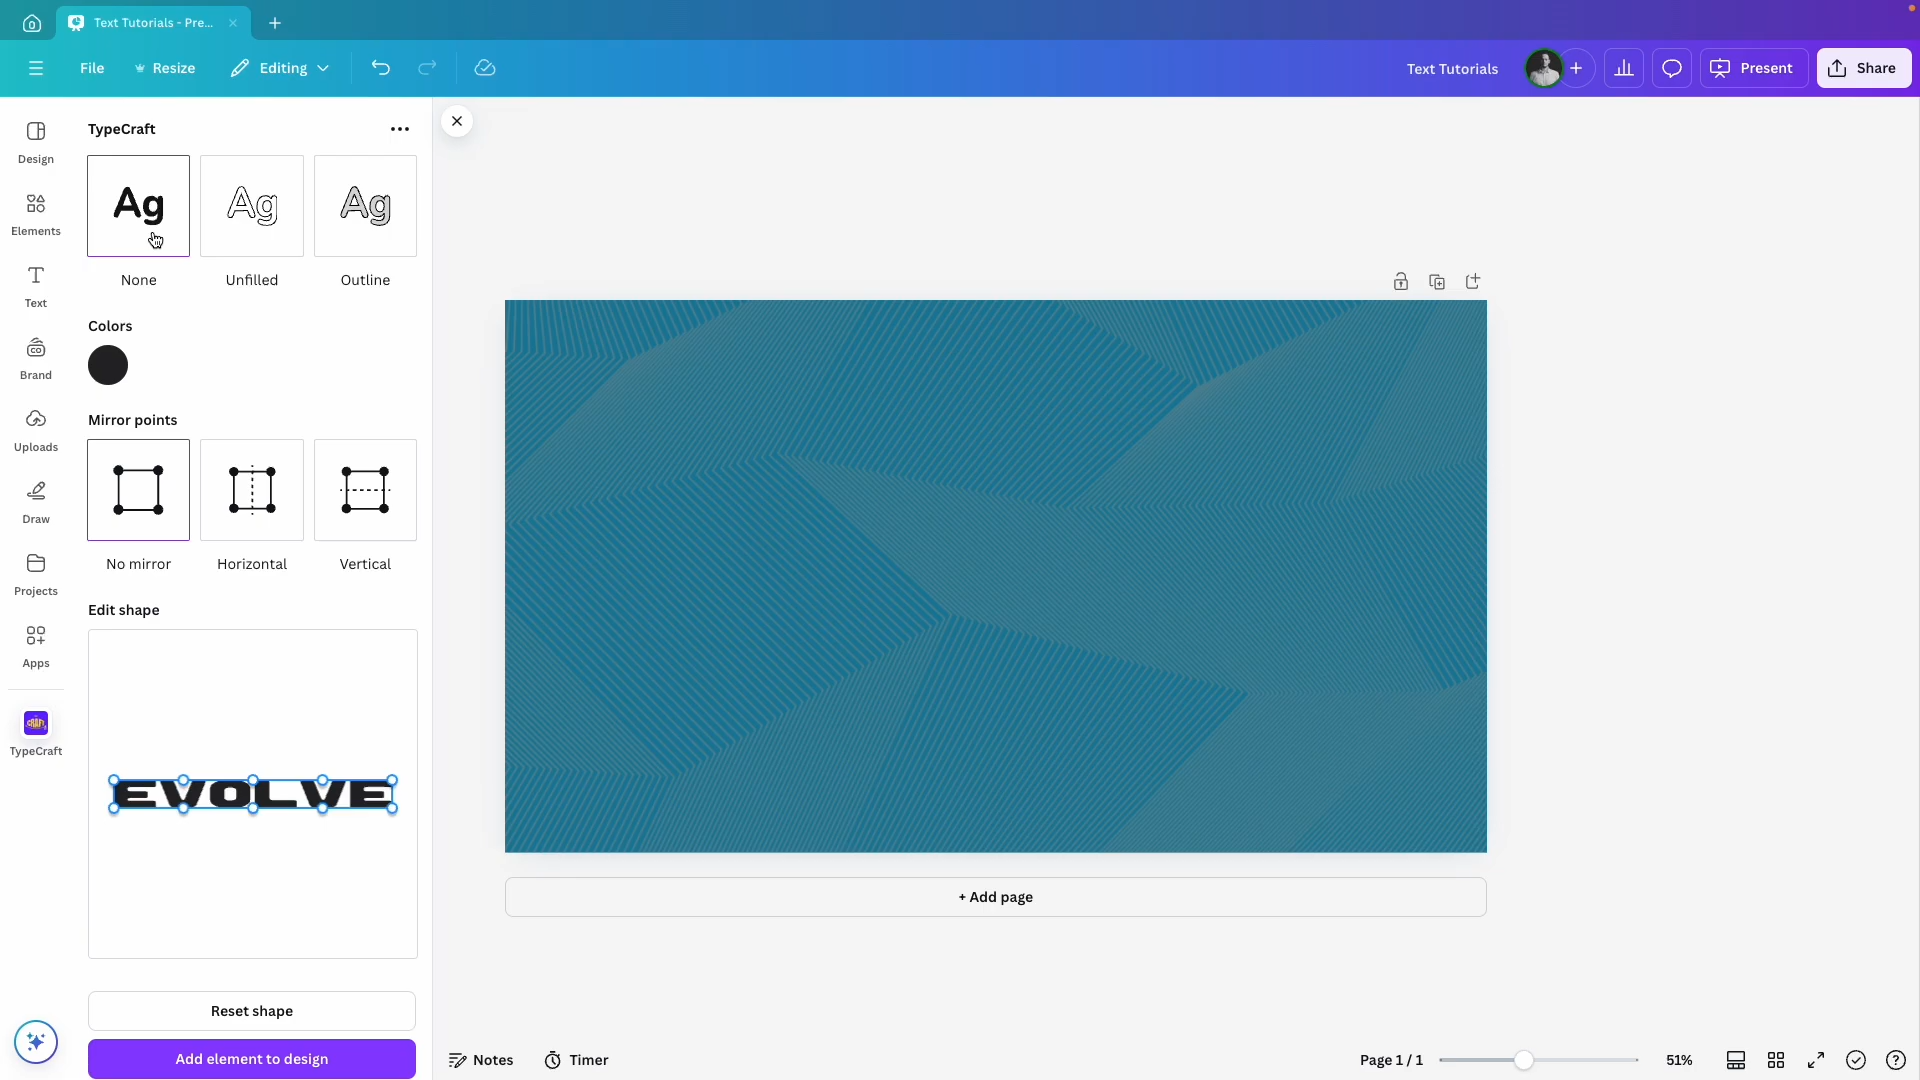 Text Tutorials - Pre...
File
Resize
Editing
Text Tutorials
Present
Share
Design
Elements
Text
Brand
Uploads
Draw
Projects
Apps
TypeCraft
TypeCraft
Ag
Ag
Ag
None
Unfilled
Outline
Colors
Mirror points
No mirror
Horizontal
Vertical
Edit shape
EVOLVE
Reset shape
Add element to design
+ Add page
Notes
Timer
Page 1 / 1
51%